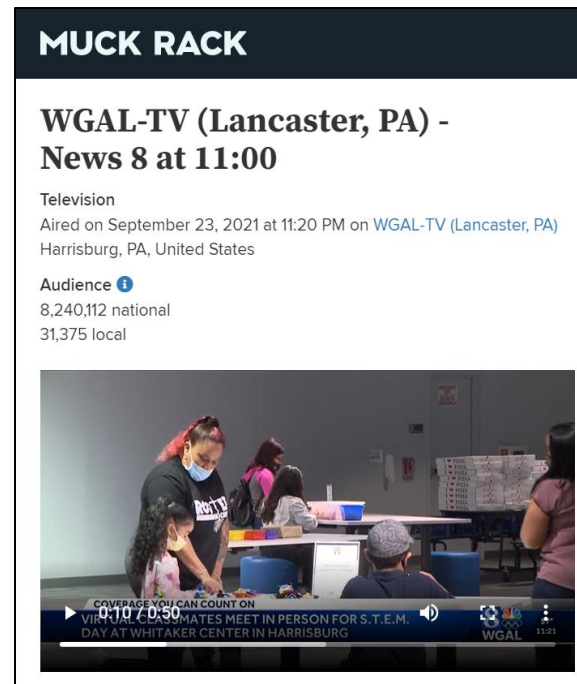 MUCK RACK
WGAL-TV (Lancaster, PA) -
News 8 at 11:00
Television
Aired on September 23, 2021 at 11:20 PM on WGAL-TV (Lancaster, PA)
Harrisburg, PA, United States
Audience
8,240,112 national
31,375 local
I ❤ PIZZA
COVERAGE YOU CAN COUNT ON
0:10 / 0:50
VIRTUAL CLASSMATES MEET IN PERSON FOR S.T.E.M.
DAY AT WHITAKER CENTER IN HARRISBURG
8
WGAL
11:21